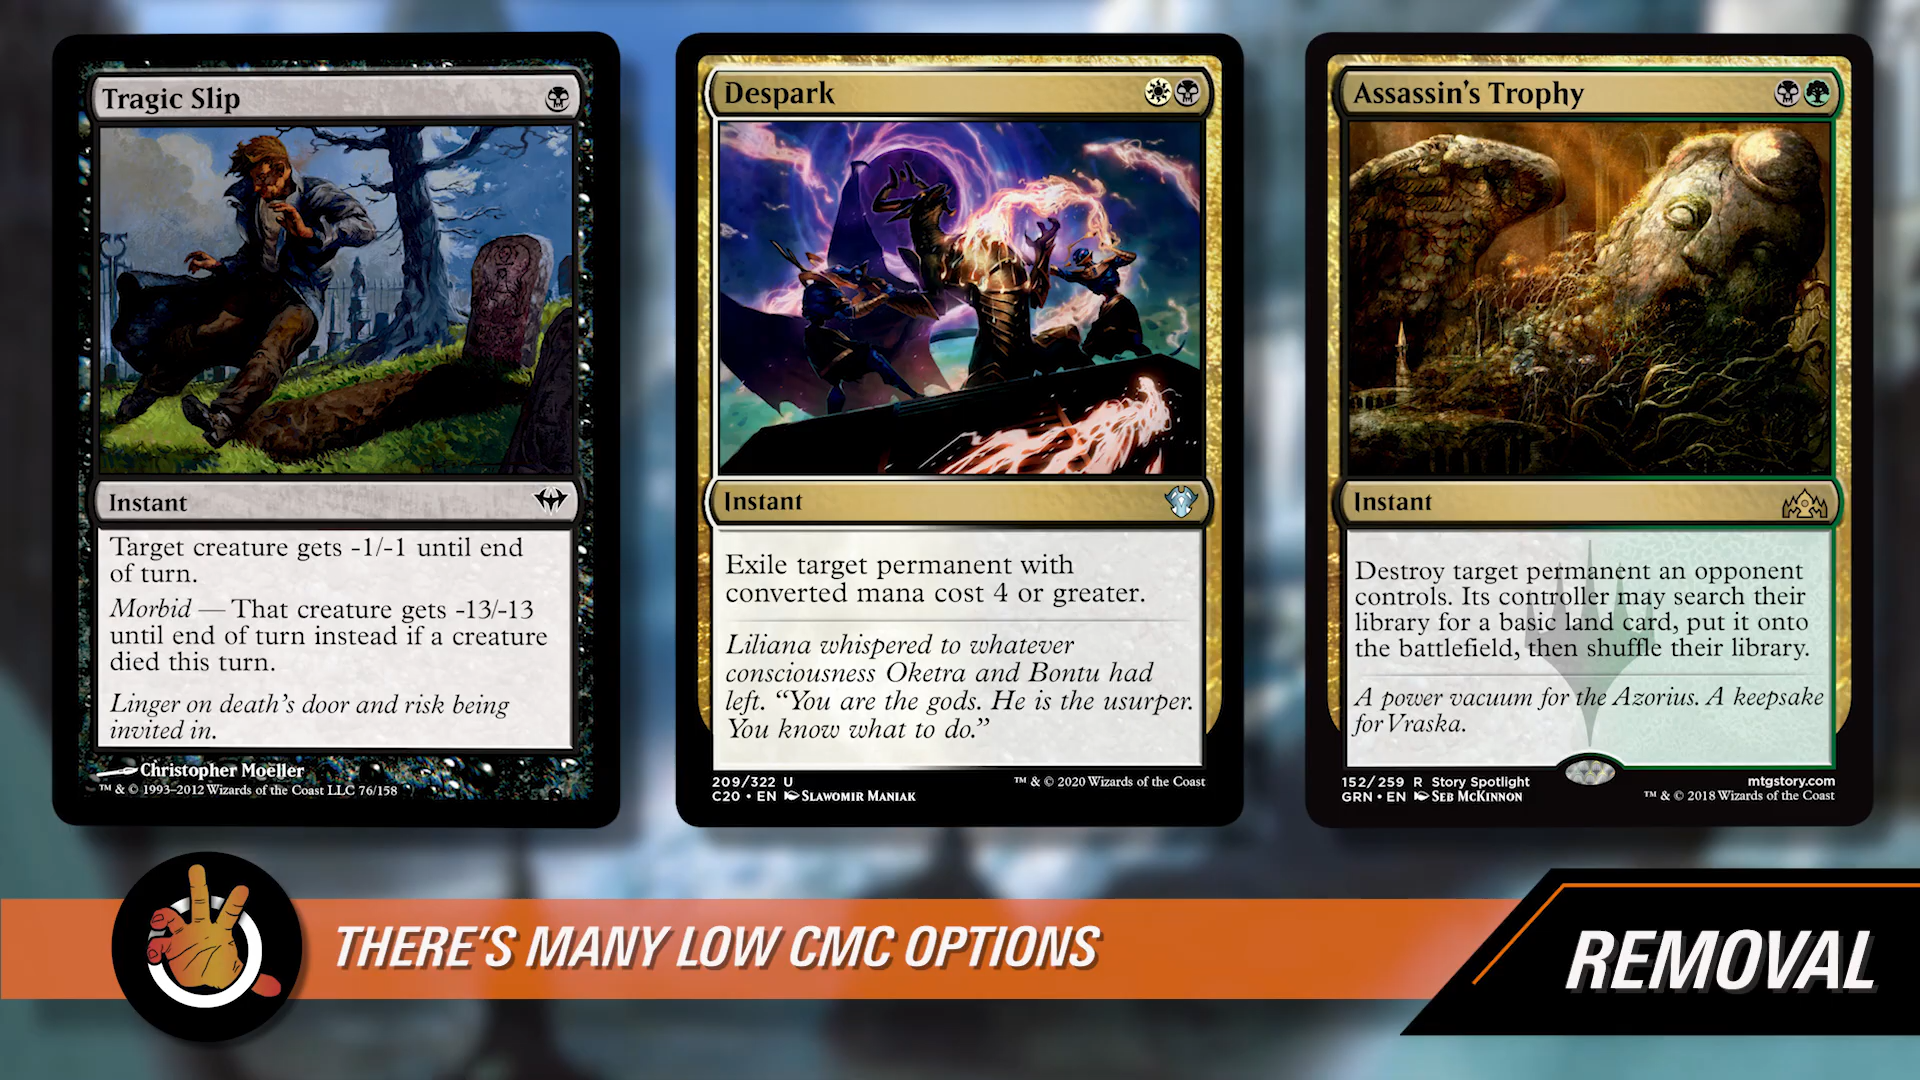 Tragic Slip
Instant
Target creature gets -1/-1 until end
of turn.
Morbid — That creature gets -13/-13
until end of turn instead if a creature
died this turn.
Linger on death's door and risk being
invited in.
Christopher Moeller
™ & © 1993–2012 Wizards of the Coast LLC 76/158
Despark
Instant
Exile target permanent with
converted mana cost 4 or greater.
Liliana whispered to whatever
consciousness Oketra and Bontu had
left. “You are the gods. He is the usurper.
You know what to do.”
209/322 U
™ & © 2020 Wizards of the Coast
C20 • EN Slawomir Maniak
Assassin's Trophy
Instant
Destroy target permanent an opponent
controls. Its controller may search their
library for a basic land card, put it onto
the battlefield, then shuffle their library.
A power vacuum for the Azorius. A keepsake
for Vraska.
152/259 R Story Spotlight
mtgstory.com
GRN • EN Seb McKinnon
™ & © 2018 Wizards of the Coast
THERE'S MANY LOW CMC OPTIONS
REMOVAL